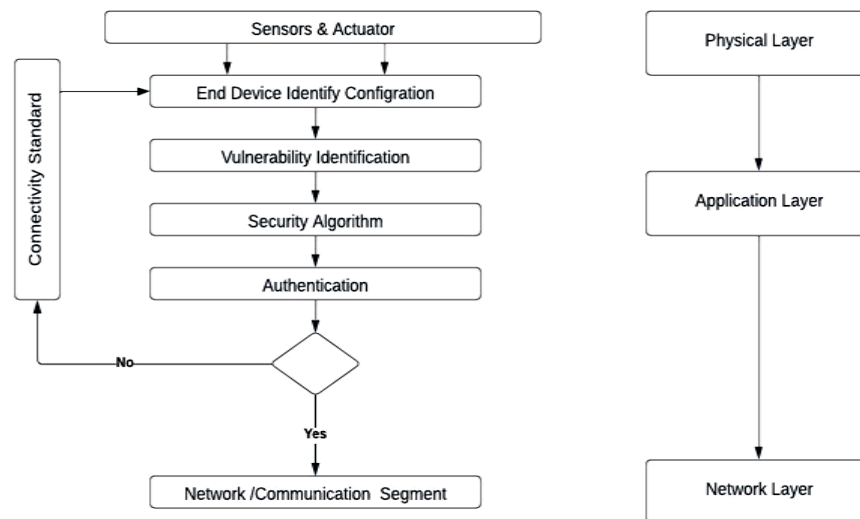 Sensors & Actuator
Physical Layer
End Device Identify Configration
Connectivity Standard
Vulnerability Identification
Application Layer
Security Algorithm
Authentication
No
Yes
Network /Communication Segment
Network Layer